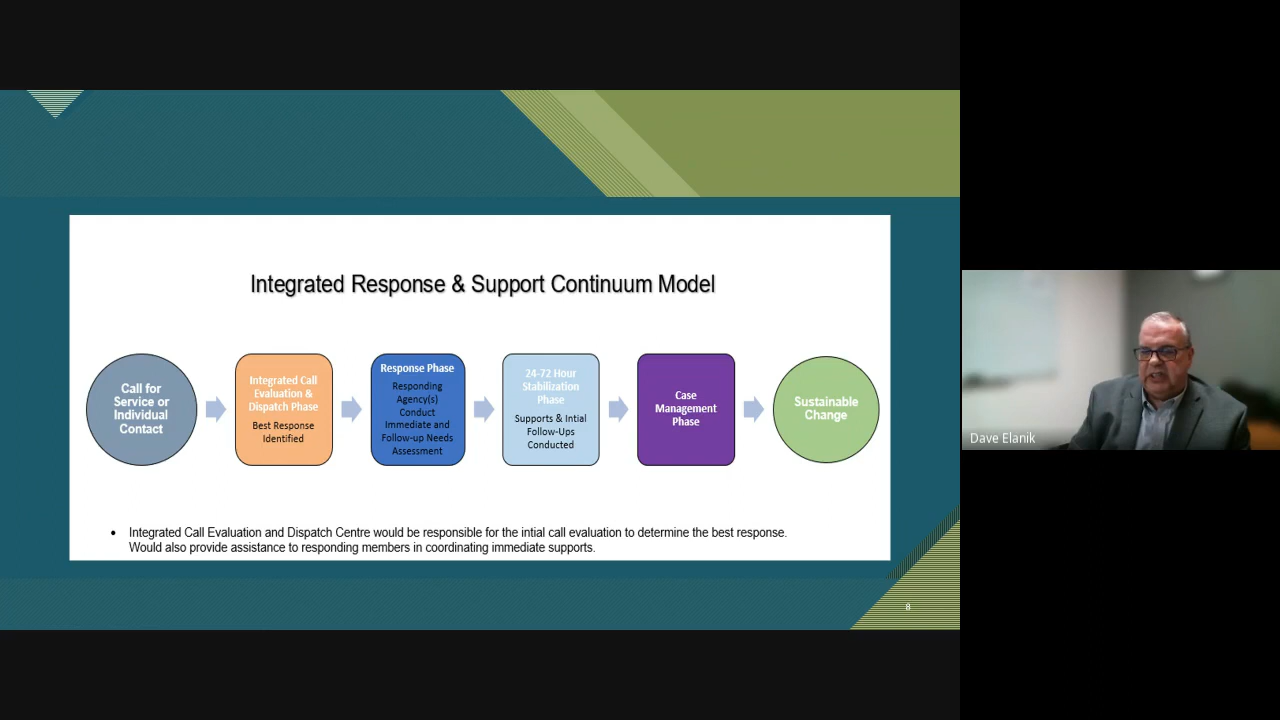 Integrated Response & Support Continuum Model
Call for
Service or
Individual
Contact
Integrated Call
Evaluation &
Dispatch Phase
Best Response
Identified
Response Phase
Responding
Agency(s)
Conduct
Immediate and
Follow-up Needs
Assessment
24-72 Hour
Stabilization
Phase
Supports & Intial
Follow-Ups
Conducted
Case
Management
Phase
Sustainable
Change
• Integrated Call Evaluation and Dispatch Centre would be responsible for the intial call evaluation to determine the best response.
Would also provide assistance to responding members in coordinating immediate supports.
8
Dave Elanik